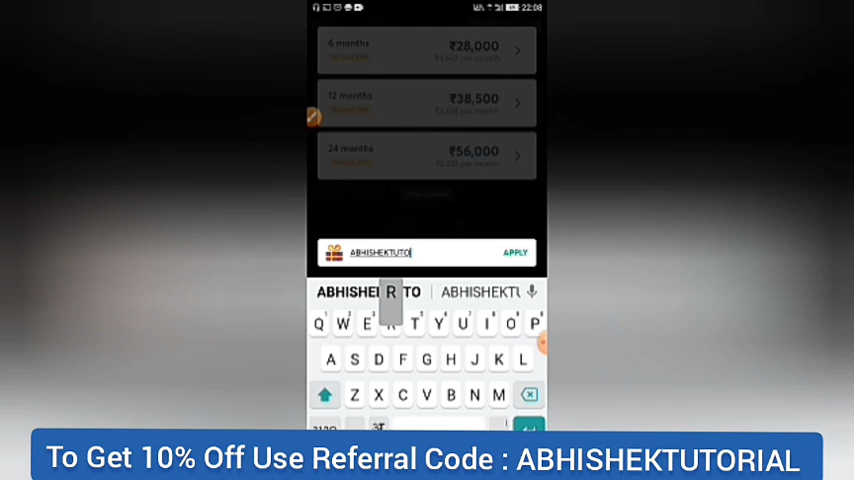 22:08
6 months
₹28,000
12 months
₹38,500
24 months
₹56,000
ABHISHEKTUTO
APPLY
ABHISHE R TO
ABHISHEKTU
Q W E R T Y U I O P
A S D F G H J K L
Z X C V B N M
To Get 10% Off Use Referral Code : ABHISHEKTUTORIAL